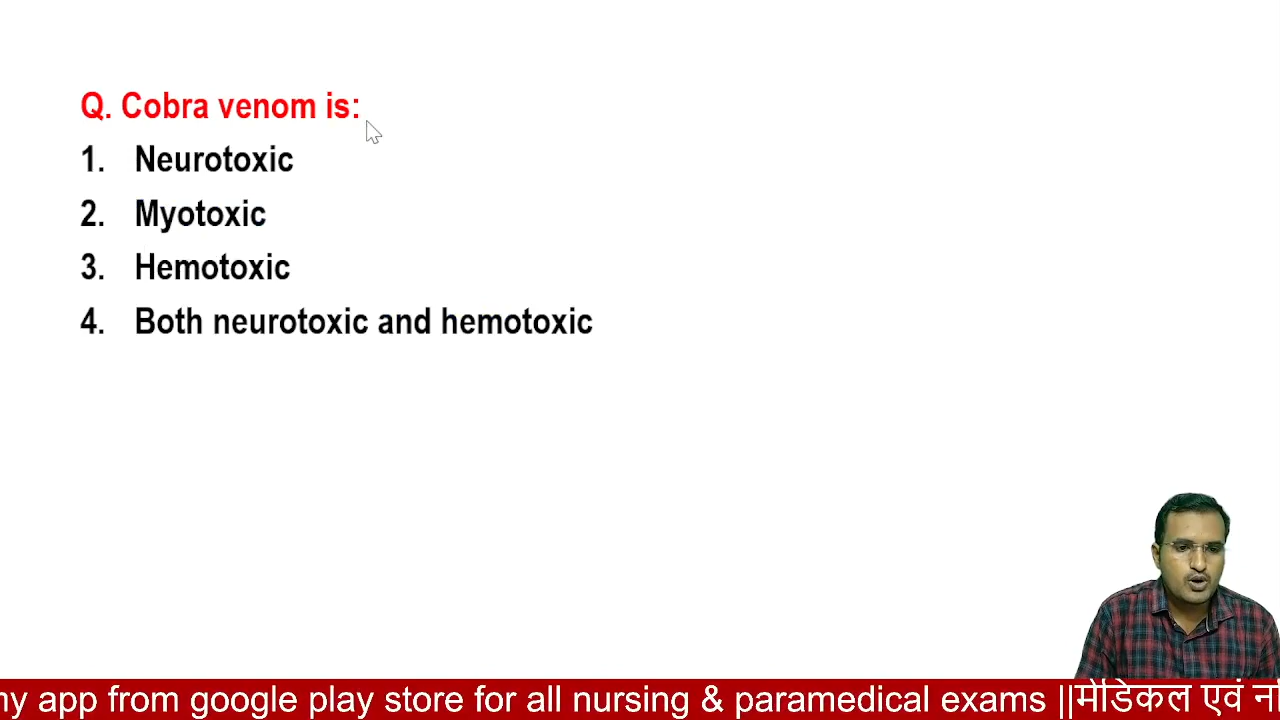 Q. Cobra venom is:
1. Neurotoxic
2. Myotoxic
3. Hemotoxic
4. Both neurotoxic and hemotoxic
app from google play store for all nursing & paramedical exams ||मेडिकल एवं